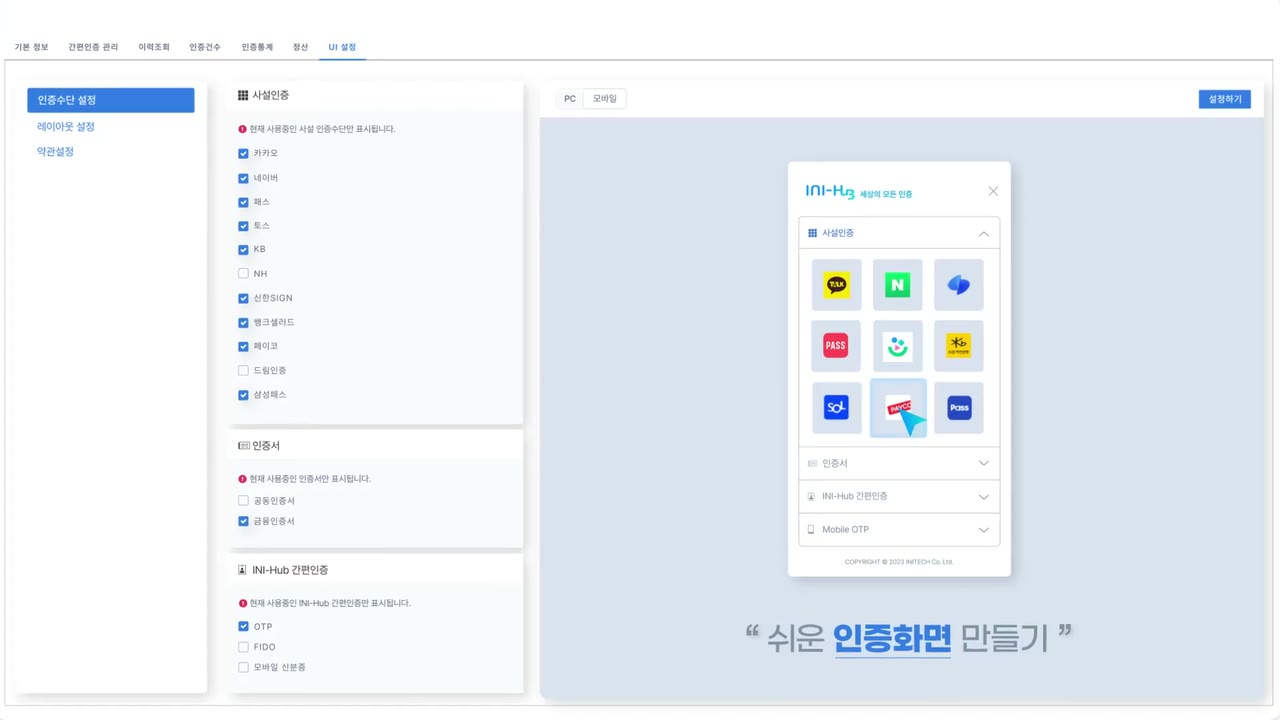 기본 정보 간편인증 관리 이력조회 인증건수 인증통계 정산 UI 설정
인증수단 설정
레이아웃 설정
약관설정
사설인증
현재 사용중인 사설 인증수단만 표시됩니다.
카카오
네이버
패스
토스
KB
NH
신한SIGN
뱅크샐러드
페이코
드림인증
삼성패스
인증서
현재 사용중인 인증서만 표시됩니다.
공동인증서
금융인증서
INI-Hub 간편인증
현재 사용중인 INI-Hub 간편인증만 표시됩니다.
OTP
FIDO
모바일 신분증
PC 모바일
설정하기
INI-Hub 세상의 모든 인증
사설인증
TALK N
PASS KB
SOL PAYCO Pass
인증서
INI-Hub 간편인증
Mobile OTP
COPYRIGHT © 2023 INITECH Co. Ltd.
“ 쉬운 인증화면 만들기 ”